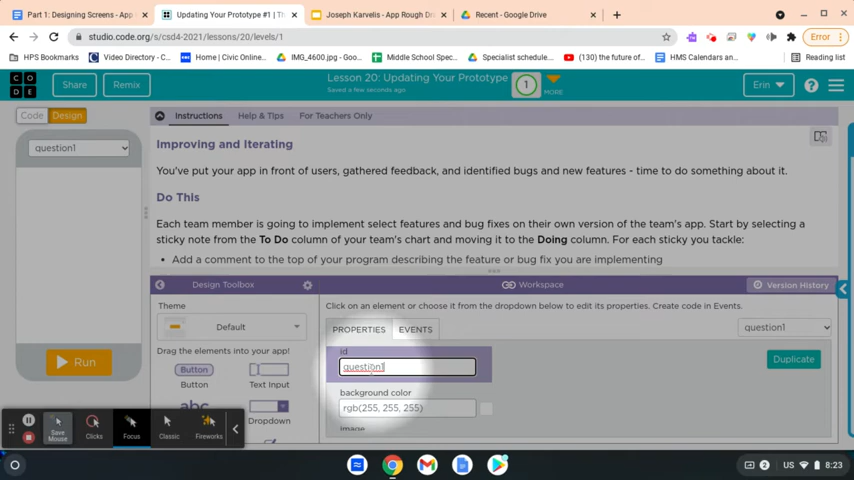 Part 1: Designing Screens - App
Updating Your Prototype #1 | T
Joseph Karvelis - App Rough Dr
Recent - Google Drive
studio.code.org/s/csd4-2021/lessons/20/levels/1
Error
HPS Bookmarks
Video Directory - C
Home | Civic Onlin
IMG_4600.jpg - Go
Middle School Spec
Specialist schedule
(130) the future of
HMS Calendars an
Reading list
C O
D E
Share
Remix
Lesson 20: Updating Your Prototype
Saved a few seconds ago
1
MORE
Erin
Code
Design
Instructions
Help & Tips
For Teachers Only
question1
Improving and Iterating
You've put your app in front of users, gathered feedback, and identified bugs and new features - time to do something about it.
Do This
Each team member is going to implement select features and bug fixes on their own version of the team's app. Start by selecting a
sticky note from the To Do column of your team's chart and moving it to the Doing column. For each sticky you tackle:
• Add a comment to the top of your program describing the feature or bug fix you are implementing
Design Toolbox
Workspace
Version History
Theme
Default
Drag the elements into your app!
Button
Button
Text Input
abc
Dropdown
Click on an element or choose it from the dropdown below to edit its properties. Create code in Events.
PROPERTIES
EVENTS
question1
id
question1
Duplicate
background color
rgb(255, 255, 255)
image
Run
Save Mouse
Clicks
Focus
Classic
Fireworks
2
US
8:23